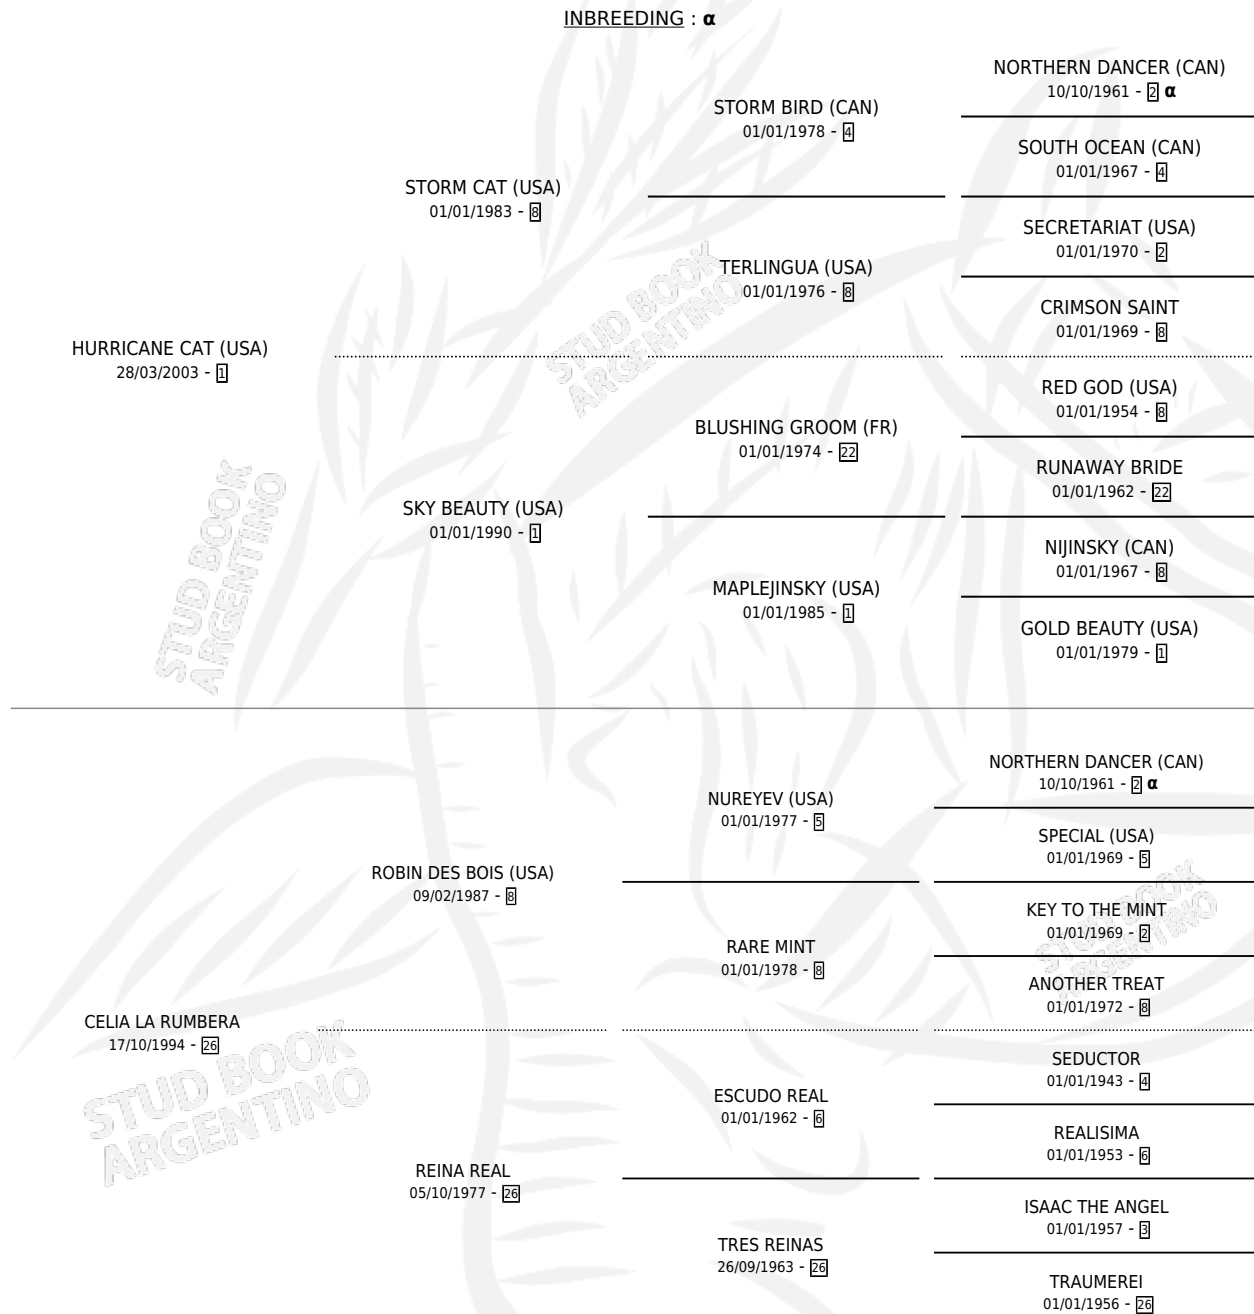 INBREEDING : α
NORTHERN DANCER (CAN)
10/10/1961 - 2 α
STORM BIRD (CAN)
01/01/1978 - 4
SOUTH OCEAN (CAN)
01/01/1967 - 4
STORM CAT (USA)
01/01/1983 - 8
SECRETARIAT (USA)
01/01/1970 - 2
TERLINGUA (USA)
01/01/1976 - 8
CRIMSON SAINT
01/01/1969 - 8
HURRICANE CAT (USA)
28/03/2003 - 1
RED GOD (USA)
01/01/1954 - 8
BLUSHING GROOM (FR)
01/01/1974 - 22
RUNAWAY BRIDE
01/01/1962 - 22
SKY BEAUTY (USA)
01/01/1990 - 1
NIJINSKY (CAN)
01/01/1967 - 8
MAPLEJINSKY (USA)
01/01/1985 - 1
GOLD BEAUTY (USA)
01/01/1979 - 1
NORTHERN DANCER (CAN)
10/10/1961 - 2 α
NUREYEV (USA)
01/01/1977 - 5
SPECIAL (USA)
01/01/1969 - 5
ROBIN DES BOIS (USA)
09/02/1987 - 8
KEY TO THE MINT
01/01/1969 - 2
RARE MINT
01/01/1978 - 8
ANOTHER TREAT
01/01/1972 - 8
CELIA LA RUMBERA
17/10/1994 - 26
SEDUCTOR
01/01/1943 - 4
ESCUDO REAL
01/01/1962 - 6
REALISIMA
01/01/1953 - 6
REINA REAL
05/10/1977 - 26
ISAAC THE ANGEL
01/01/1957 - 3
TRES REINAS
26/09/1963 - 26
TRAUMEREI
01/01/1956 - 26
STUD BOOK
ARGENTINO
STUD BOOK
ARGENTINO
STUD BOOK
ARGENTINO
STUD BOOK
ARGENTINO